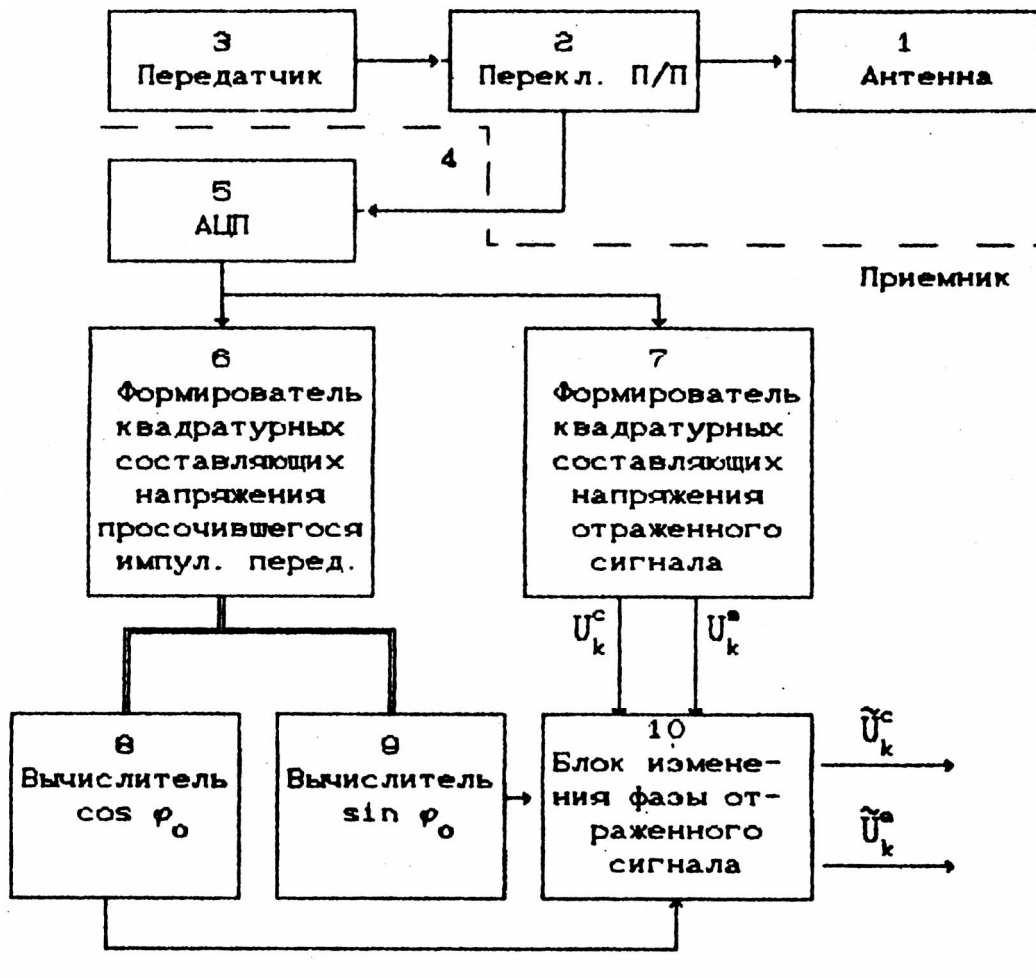 3
Передатчик
2
Перекл. П/П
1
Антенна
4
5
АЦП
Приемник
6
Формирователь
квадратурных
составляющих
напряжения
просочившегося
импул. перед.
7
Формирователь
квадратурных
составляющих
напряжения
отраженного
сигнала
U_k^c
U_k^s
8
Вычислитель
cos φ_0
9
Вычислитель
sin φ_0
10
Блок измене-
ния фазы от-
раженного
сигнала
Ũ_k^c
Ũ_k^s